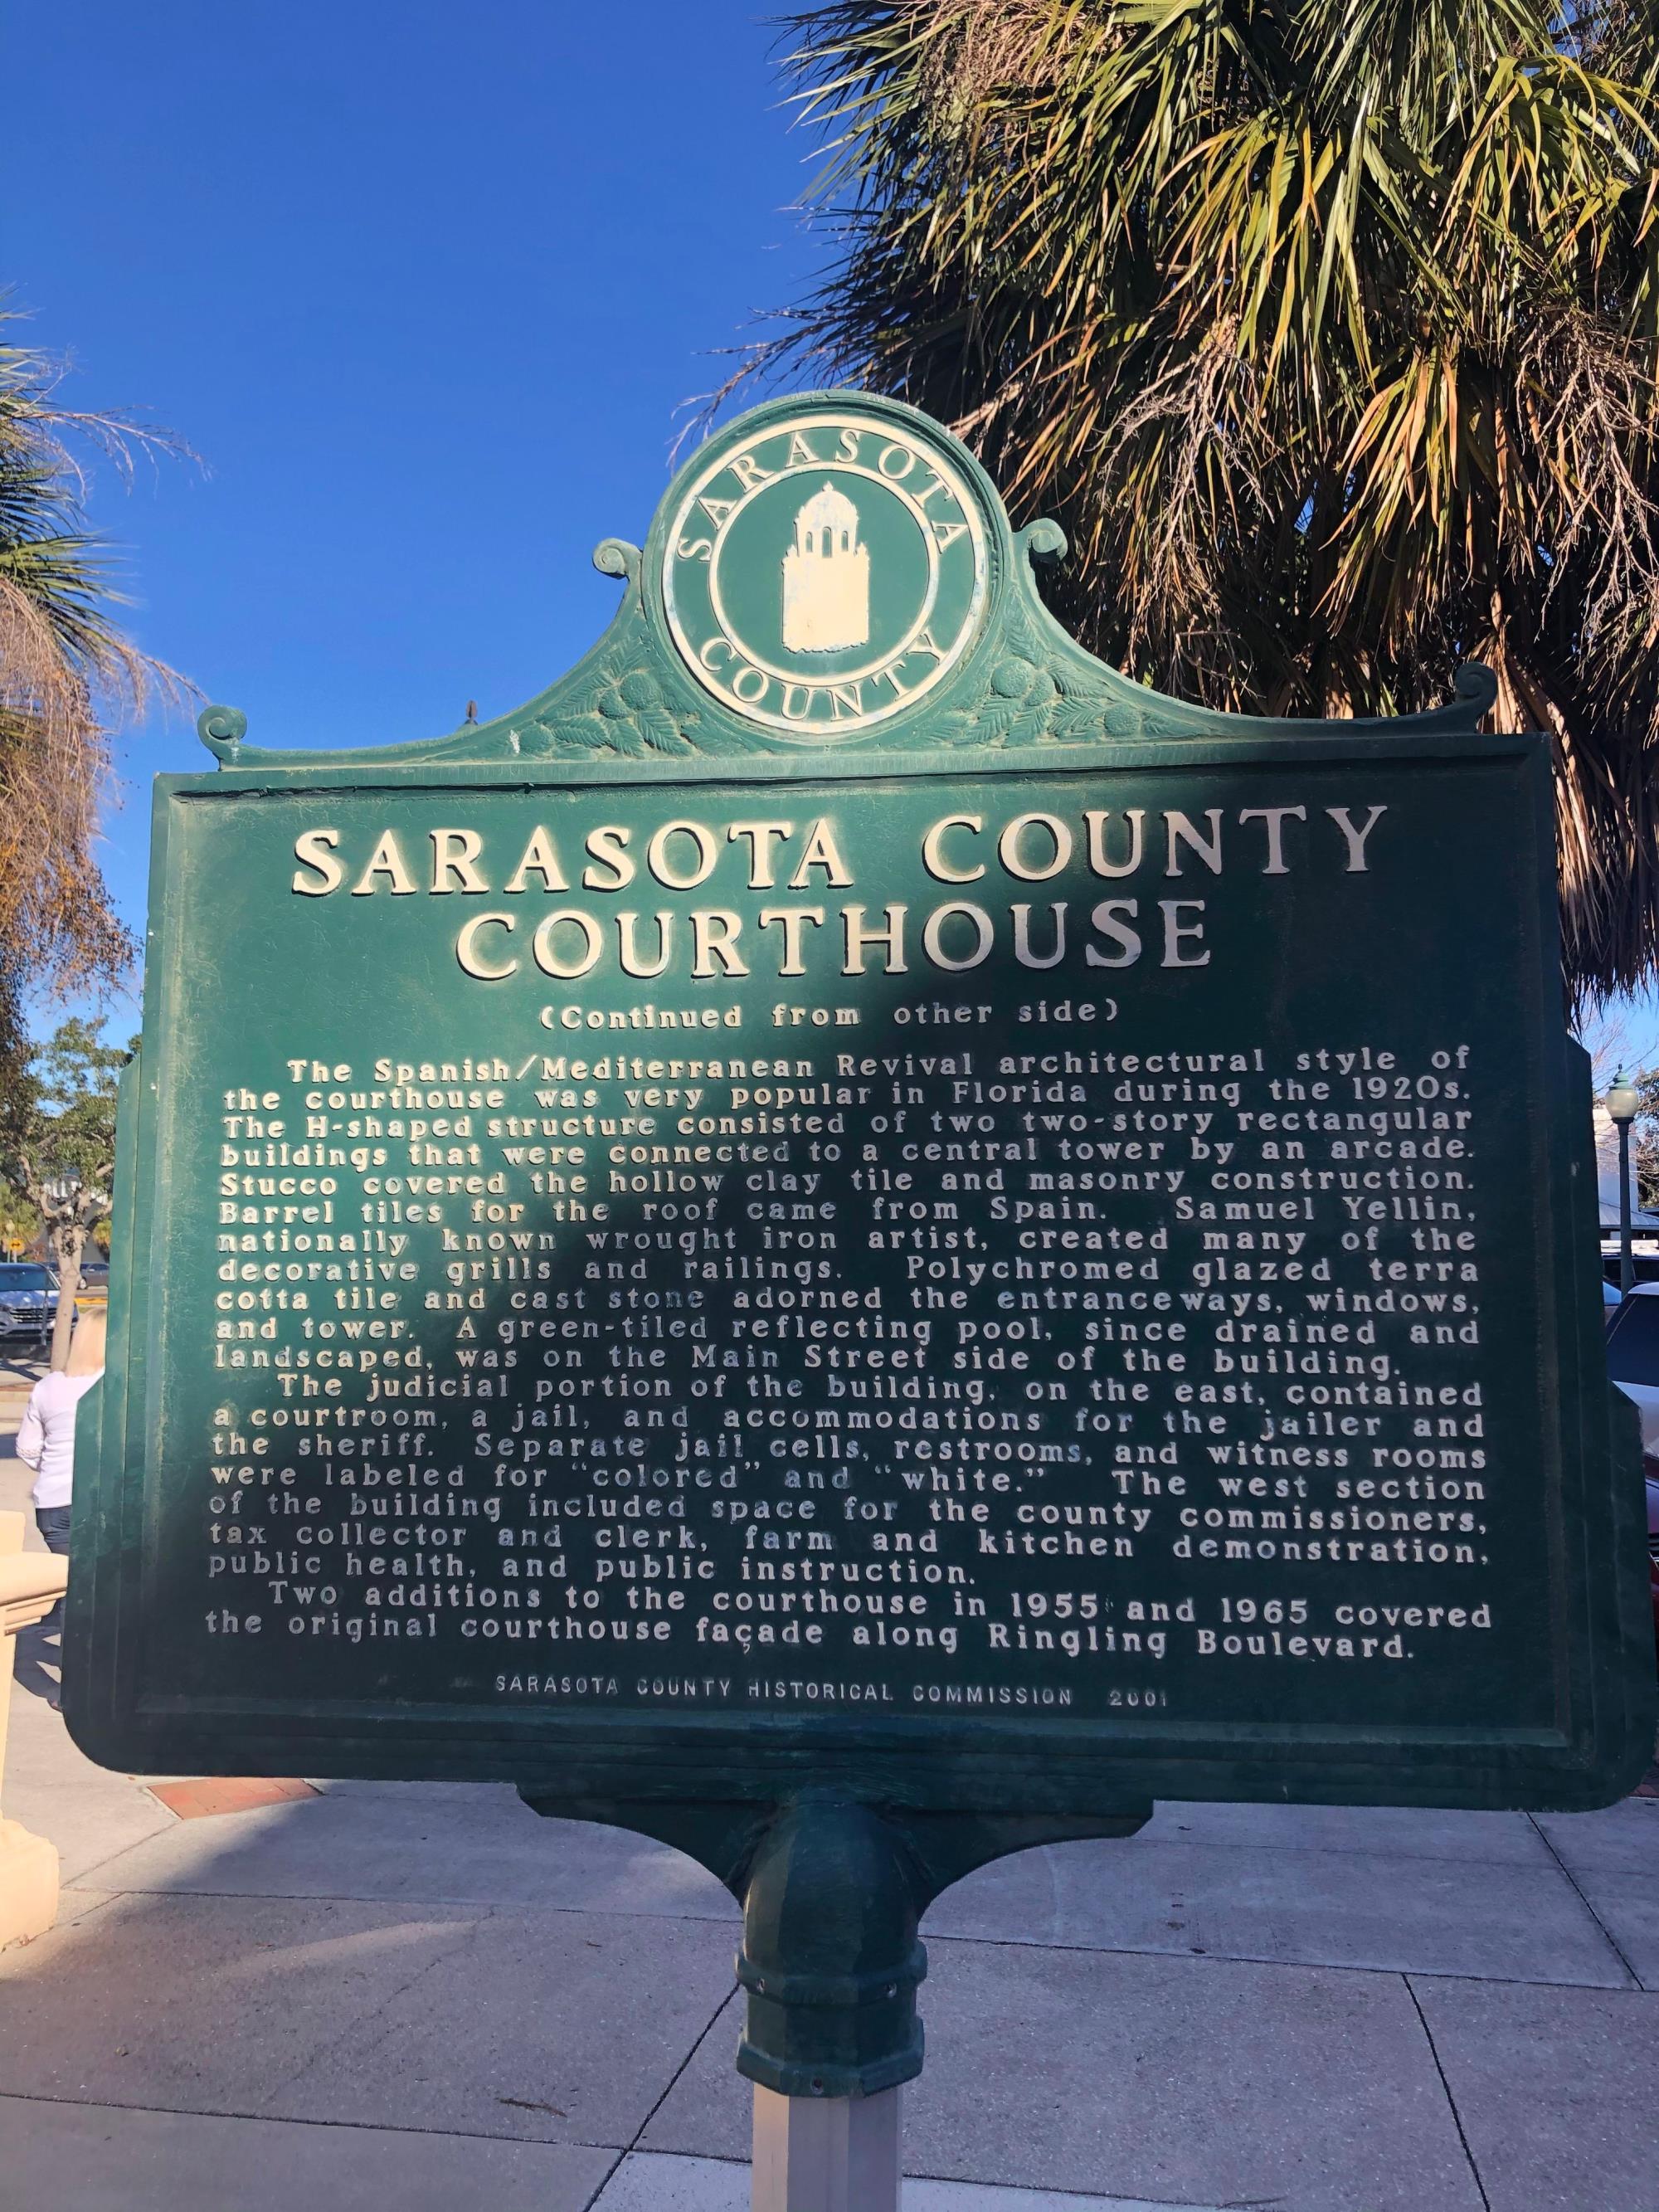 SARASOTA
COUNTY
SARASOTA COUNTY
COURTHOUSE
(Continued from other side)
The Spanish/Mediterranean Revival architectural style of
the courthouse was very popular in Florida during the 1920s.
The H-shaped structure consisted of two two-story rectangular
buildings that were connected to a central tower by an arcade.
Stucco covered the hollow clay tile and masonry construction.
Barrel tiles for the roof came from Spain. Samuel Yellin,
nationally known wrought iron artist, created many of the
decorative grills and railings. Polychromed glazed terra
cotta tile and cast stone adorned the entranceways, windows,
and tower. A green-tiled reflecting pool, since drained and
landscaped, was on the Main Street side of the building.
The judicial portion of the building, on the east, contained
a courtroom, a jail, and accommodations for the jailer and
the sheriff. Separate jail cells, restrooms, and witness rooms
were labeled for "colored" and "white." The west section
of the building included space for the county commissioners,
tax collector and clerk, farm and kitchen demonstration,
public health, and public instruction.
Two additions to the courthouse in 1955 and 1965 covered
the original courthouse façade along Ringling Boulevard.
SARASOTA COUNTY HISTORICAL COMMISSION 2001